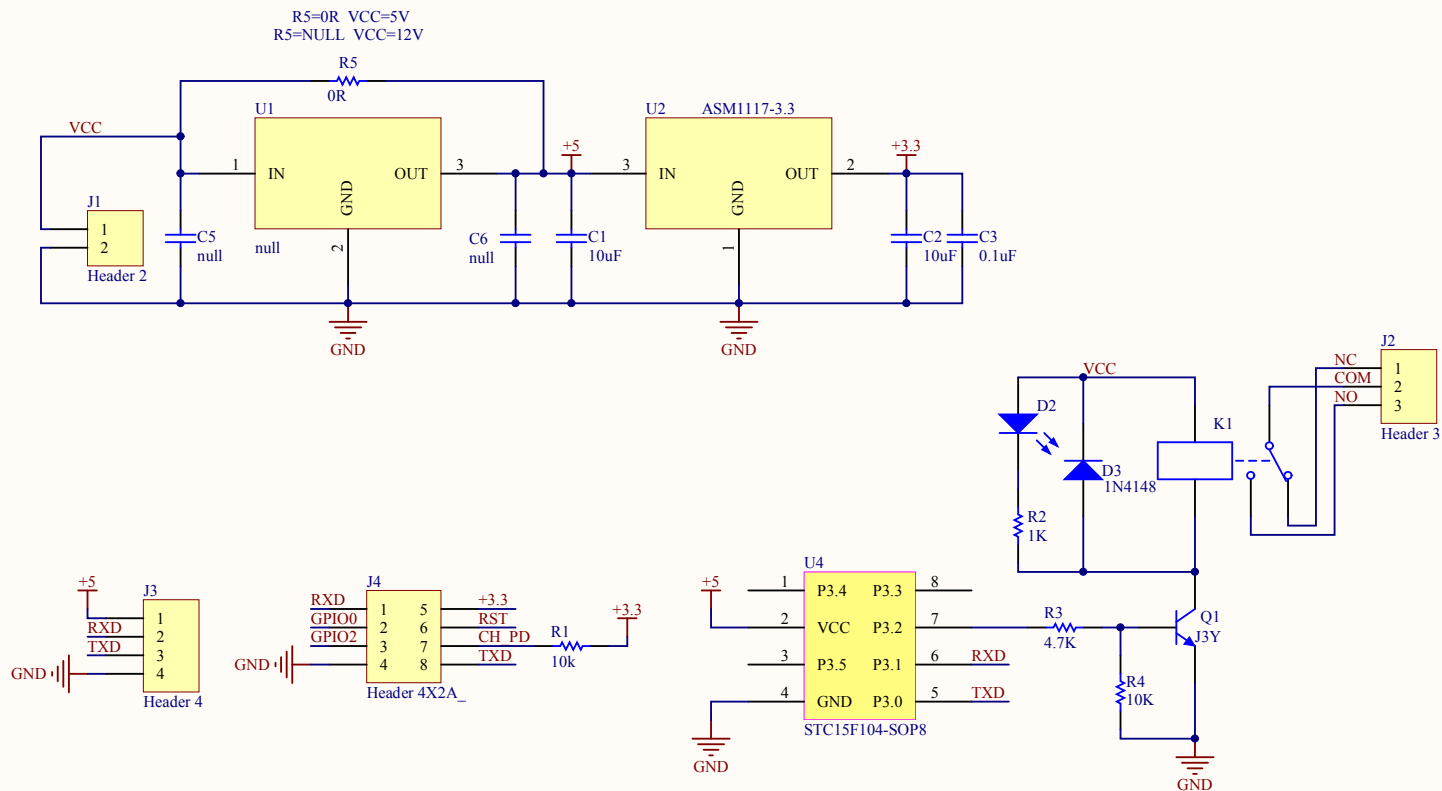 R5=0R VCC=5V
R5=NULL VCC=12V
R5
0R
VCC
J1
1
2
Header 2
C5
null
U1
1
IN
OUT
3
GND
2
null
GND
C6
null
+5
C1
10uF
U2
ASM1117-3.3
3
IN
OUT
2
GND
1
GND
+3.3
C2
10uF
C3
0.1uF
J2
NC
1
COM
2
NO
3
Header 3
VCC
D2
D3
1N4148
R2
1K
K1
+5
J3
1
RXD
2
TXD
3
GND
4
Header 4
J4
RXD
1
5
+3.3
GPIO0
2
6
RST
GPIO2
3
7
CH_PD
GND
4
8
TXD
Header 4X2A_
R1
10k
+3.3
+5
U4
1
P3.4
P3.3
8
2
VCC
P3.2
7
3
P3.5
P3.1
6
RXD
4
GND
P3.0
5
TXD
STC15F104-SOP8
GND
R3
4.7K
R4
10K
Q1
J3Y
GND